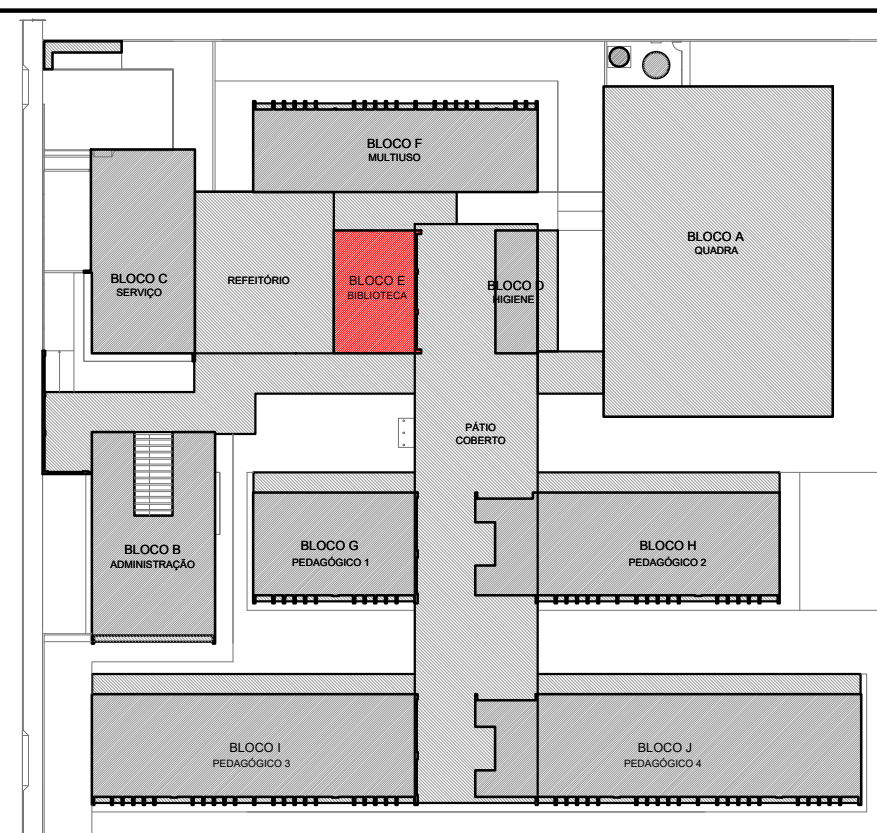 BLOCO F
MULTIUSO
BLOCO A
QUADRA
BLOCO C
SERVIÇO
REFEITÓRIO
BLOCO E
BIBLIOTECA
BLOCO D
HIGIENE
PÁTIO
COBERTO
BLOCO B
ADMINISTRAÇÃO
BLOCO G
PEDAGÓGICO 1
BLOCO H
PEDAGÓGICO 2
BLOCO I
PEDAGÓGICO 3
BLOCO J
PEDAGÓGICO 4